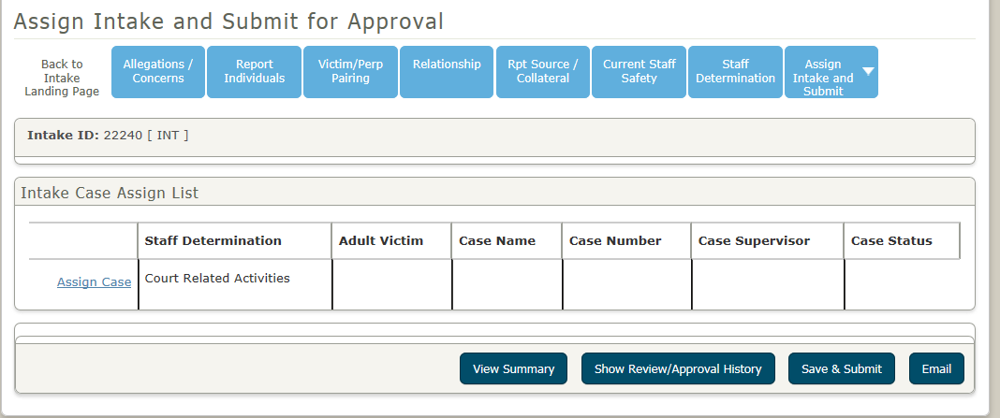 Assign Intake and Submit for Approval
Back to
Intake
Landing Page
Allegations /
Concerns
Report
Individuals
Victim/Perp
Pairing
Relationship
Rpt Source /
Collateral
Current Staff
Safety
Staff
Determination
Assign
Intake and
Submit
Intake ID: 22240 [ INT ]
Intake Case Assign List
Staff Determination Adult Victim Case Name Case Number Case Supervisor Case Status
Assign Case Court Related Activities
View Summary Show Review/Approval History Save & Submit Email